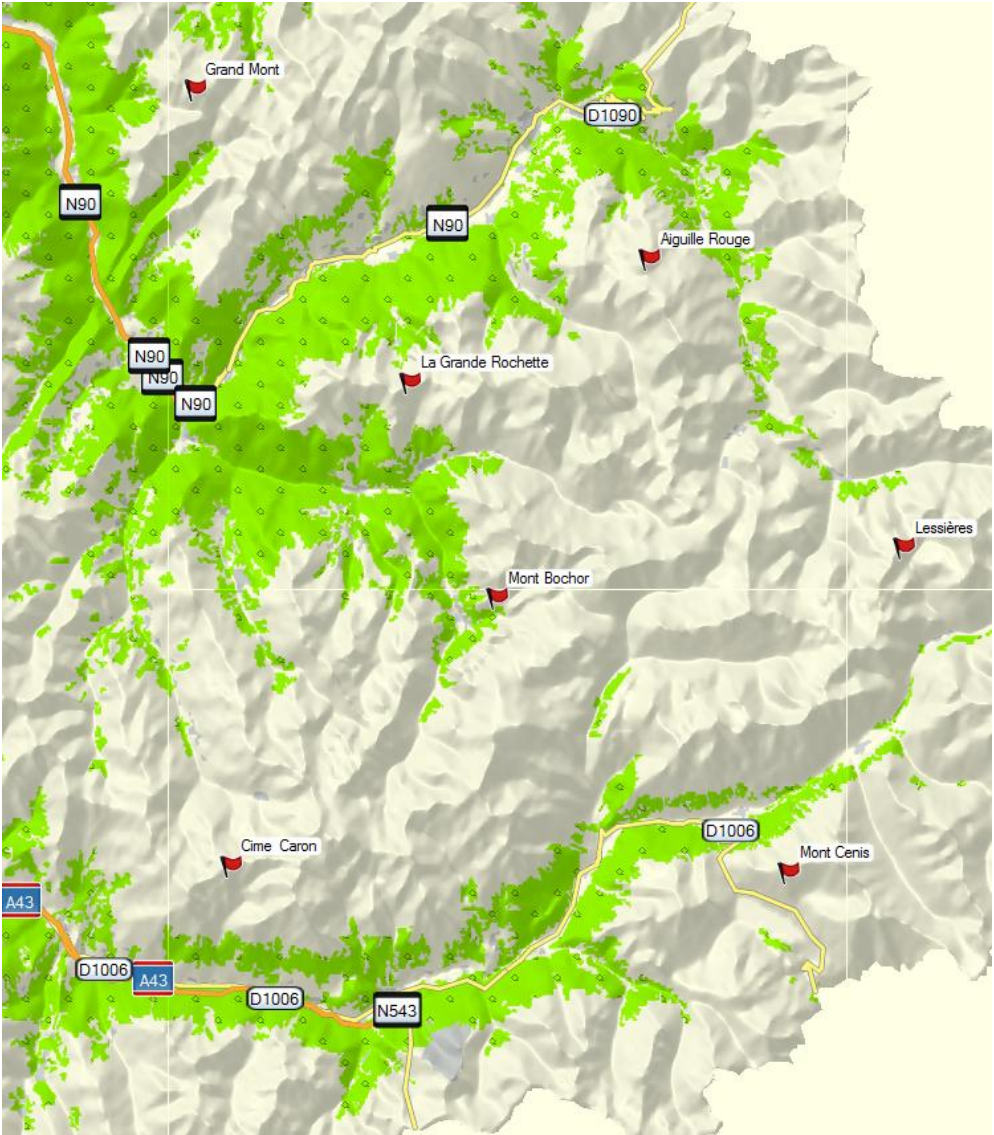 Grand Mont
D1090
N90
N90
Aiguille Rouge
N90
N90
La Grande Rochette
N90
Lessières
Mont Bochor
D1006
Cime Caron
Mont Cenis
A43
D1006
A43
D1006
N543